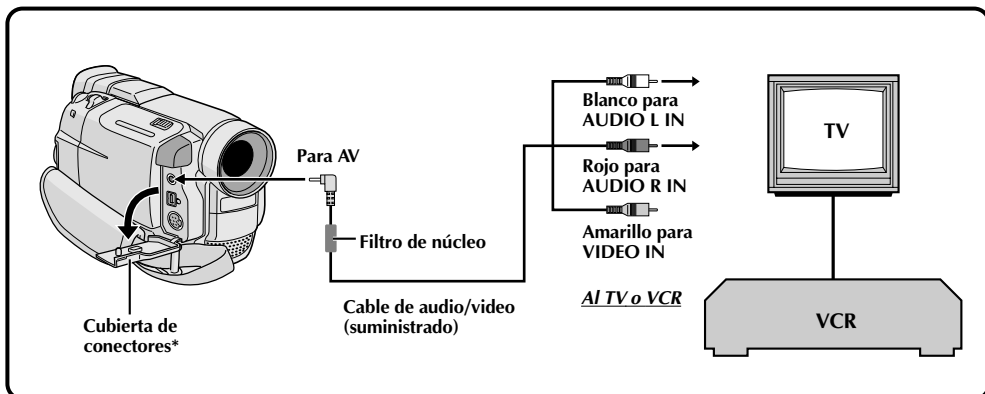 Para AV
Filtro de núcleo
Cable de audio/video
(suministrado)
Cubierta de
conectores*
Blanco para
AUDIO L IN
Rojo para
AUDIO R IN
Amarillo para
VIDEO IN
Al TV o VCR
TV
VCR